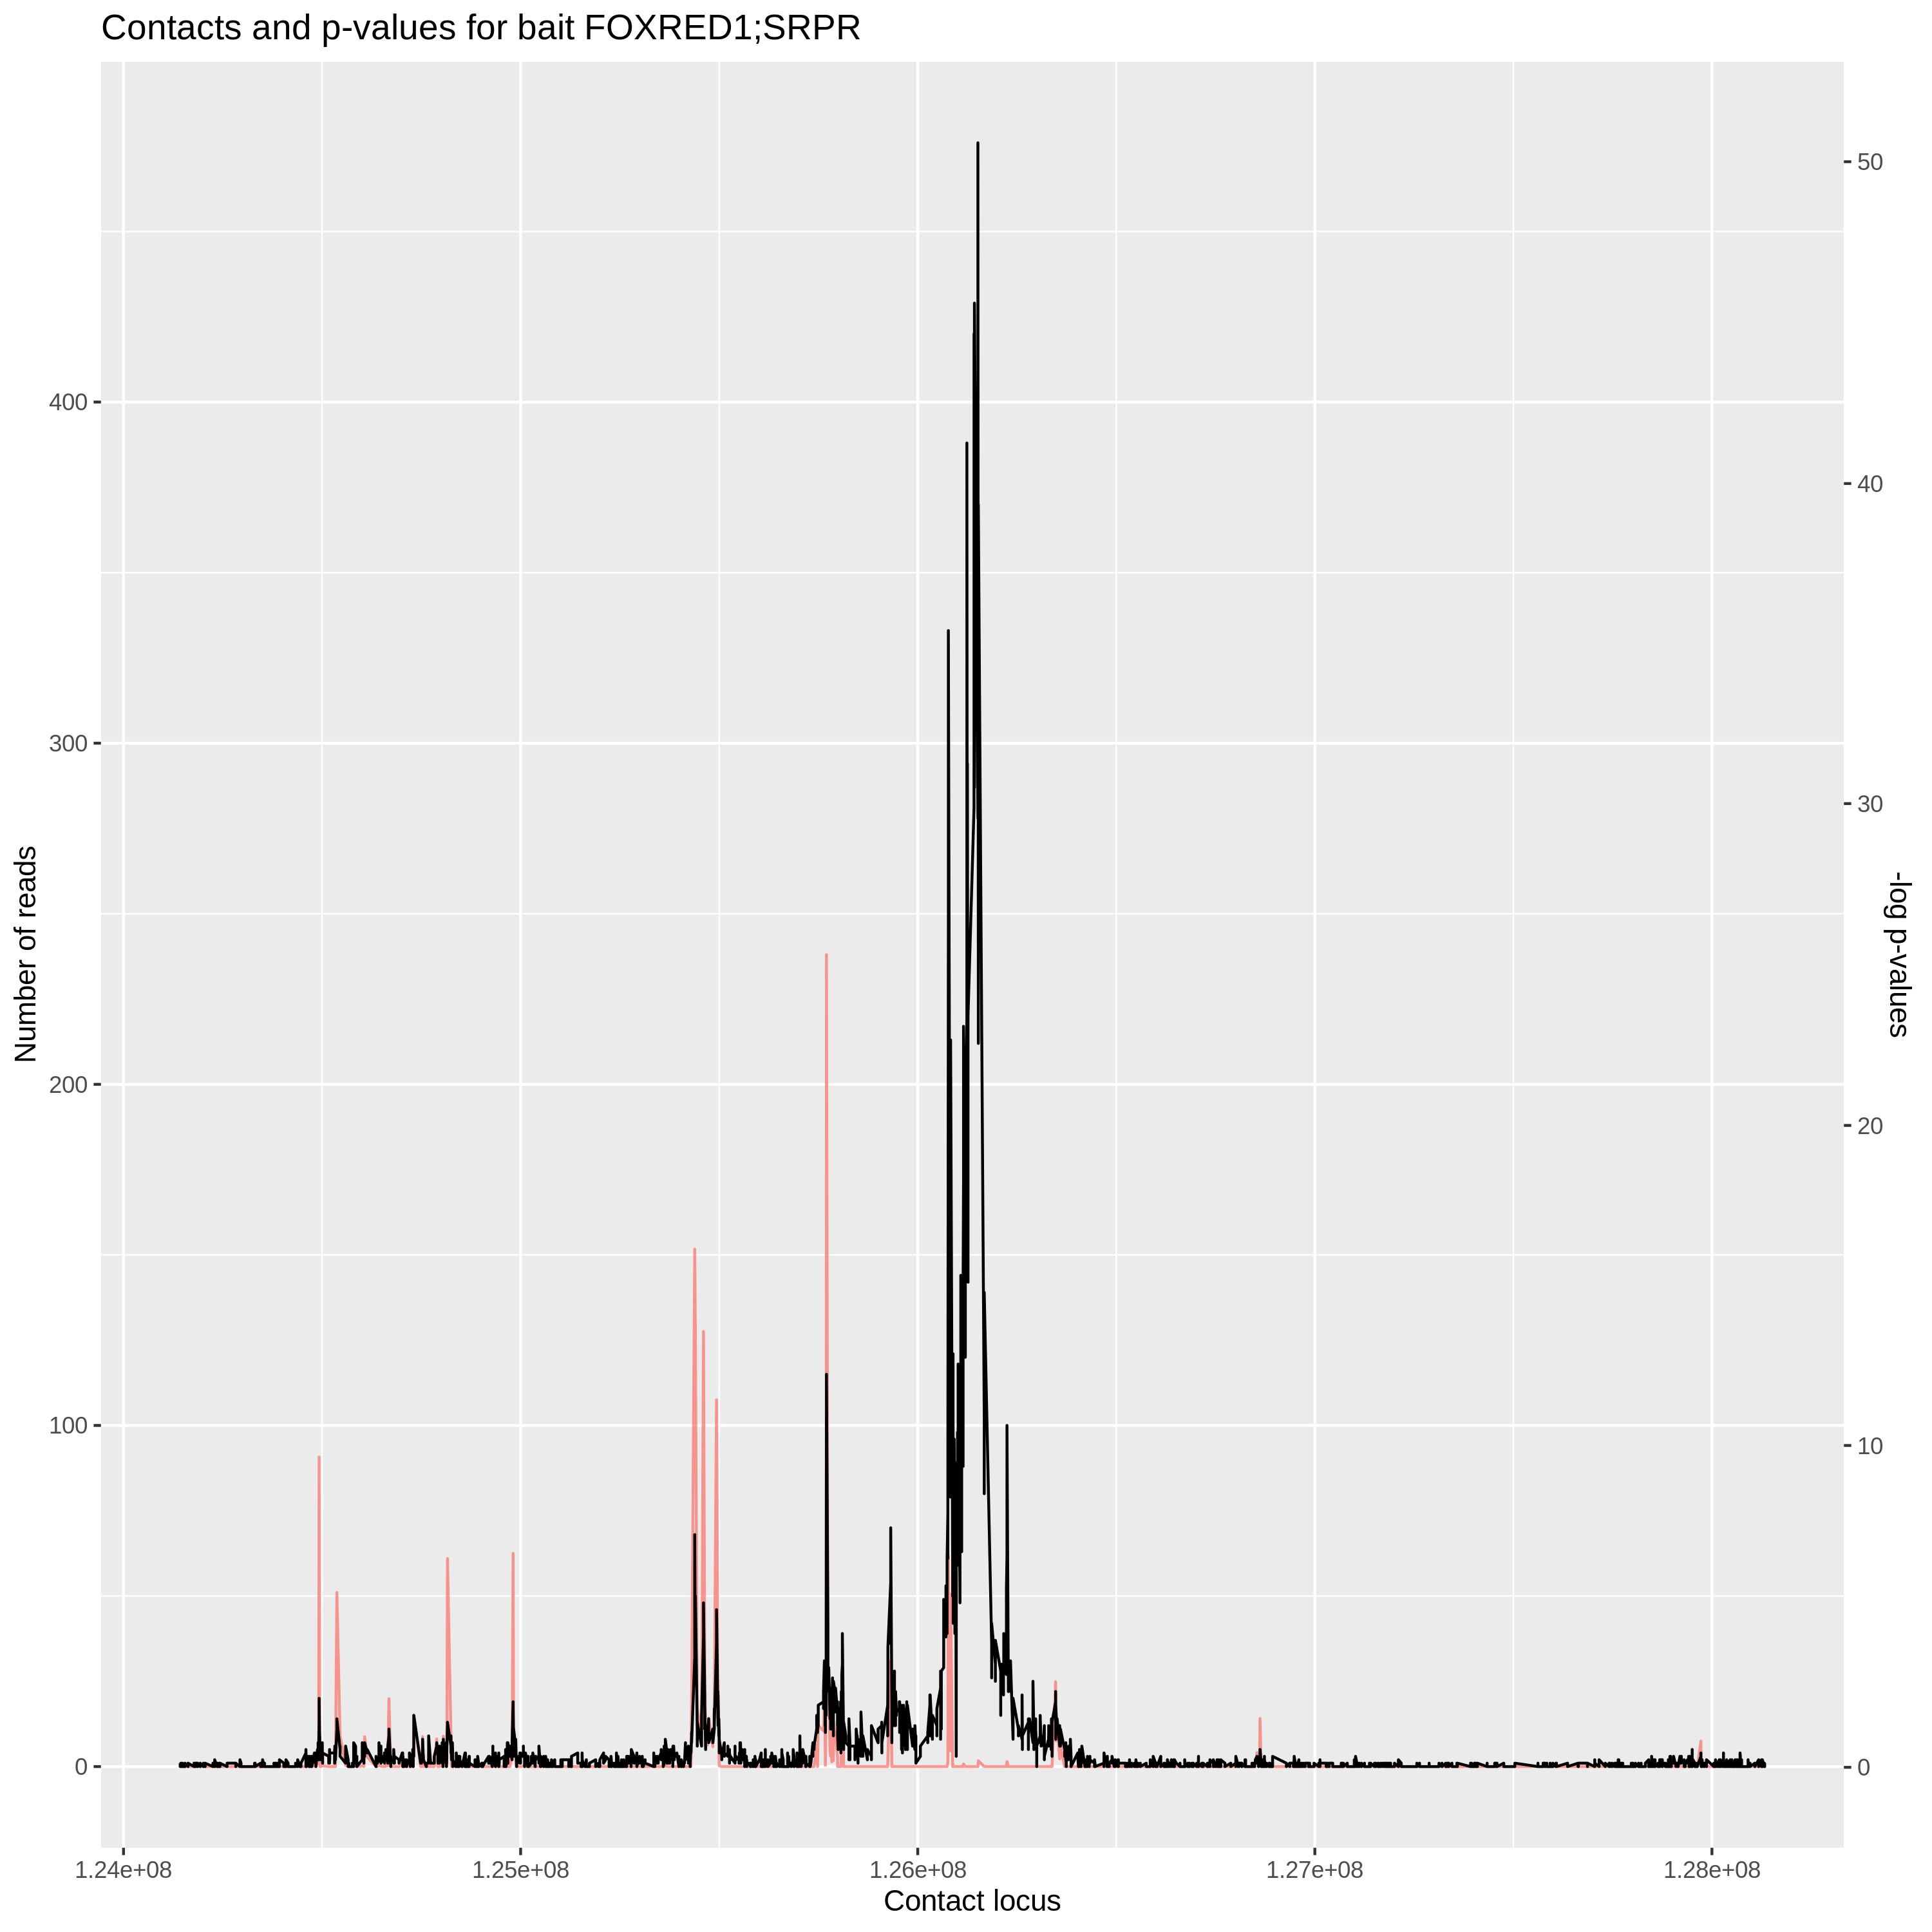 Contacts and p-values for bait FOXRED1;SRPR
Number of reads
400
300
200
100
0
50
40
30
20
10
0
-log p-values
1.24e+08 1.25e+08 1.26e+08 1.27e+08 1.28e+08
Contact locus